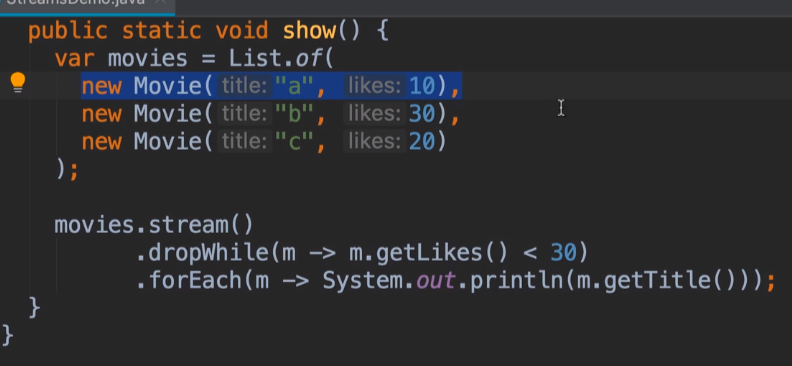 StreamsDemo.java ×
public static void show() {
var movies = List.of(
new Movie( title: "a", likes: 10),
new Movie( title: "b", likes: 30),
new Movie( title: "c", likes: 20)
);
movies.stream()
.dropWhile(m -> m.getLikes() < 30)
.forEach(m -> System.out.println(m.getTitle()));
}
}